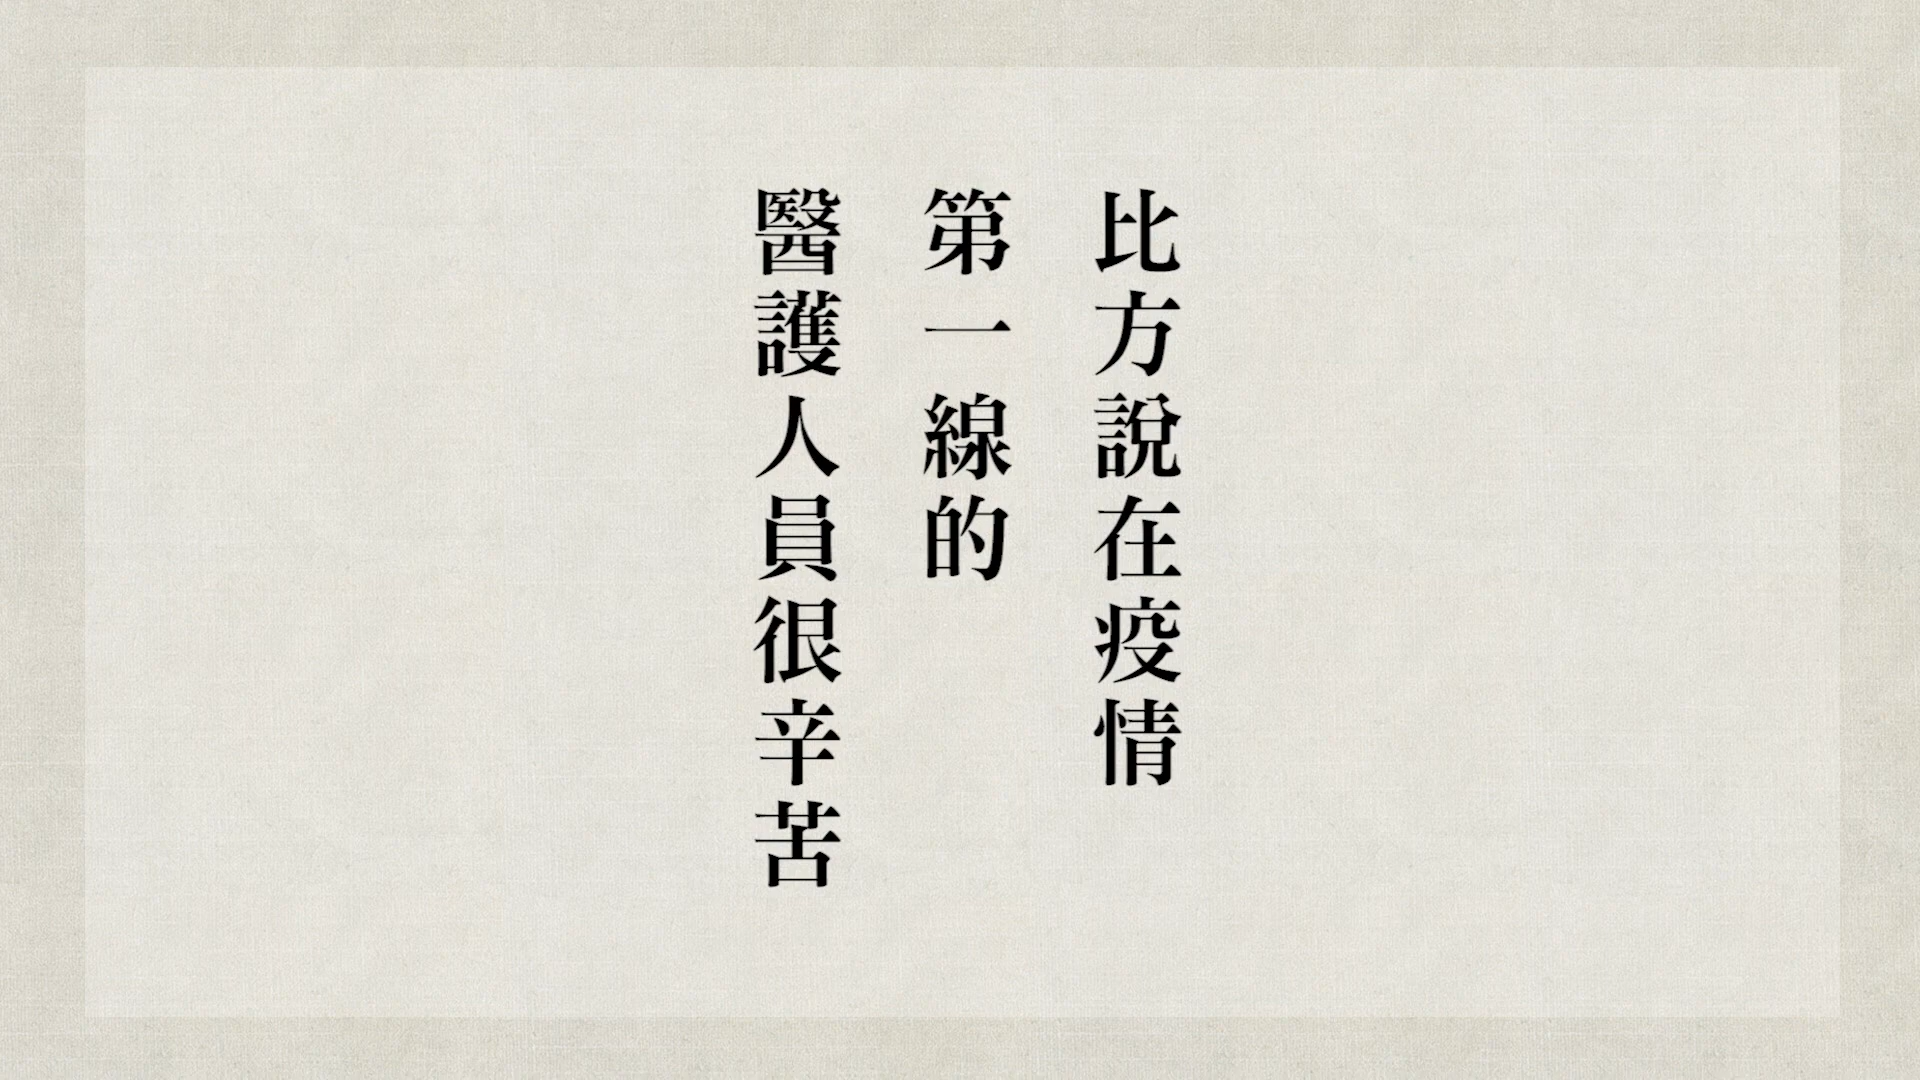 比方說在疫情
第一線的
醫護人員很辛苦